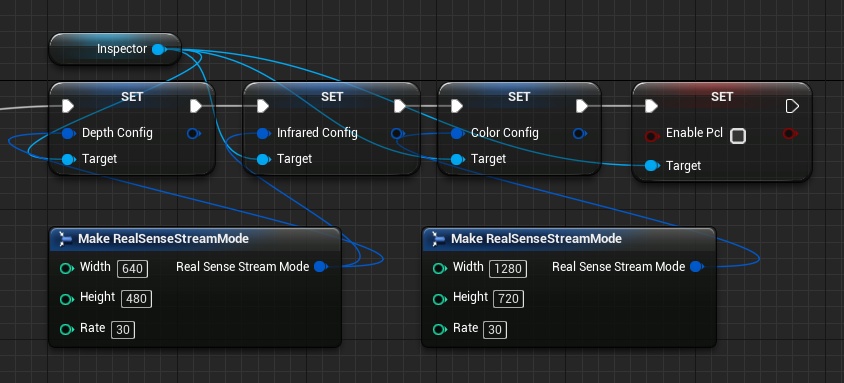 Inspector
SET SET SET SET
Depth Config Infrared Config Color Config Enable Pcl
Target Target Target Target
Make RealSenseStreamMode Make RealSenseStreamMode
Width 640 Real Sense Stream Mode Width 1280 Real Sense Stream Mode
Height 480 Height 720
Rate 30 Rate 30